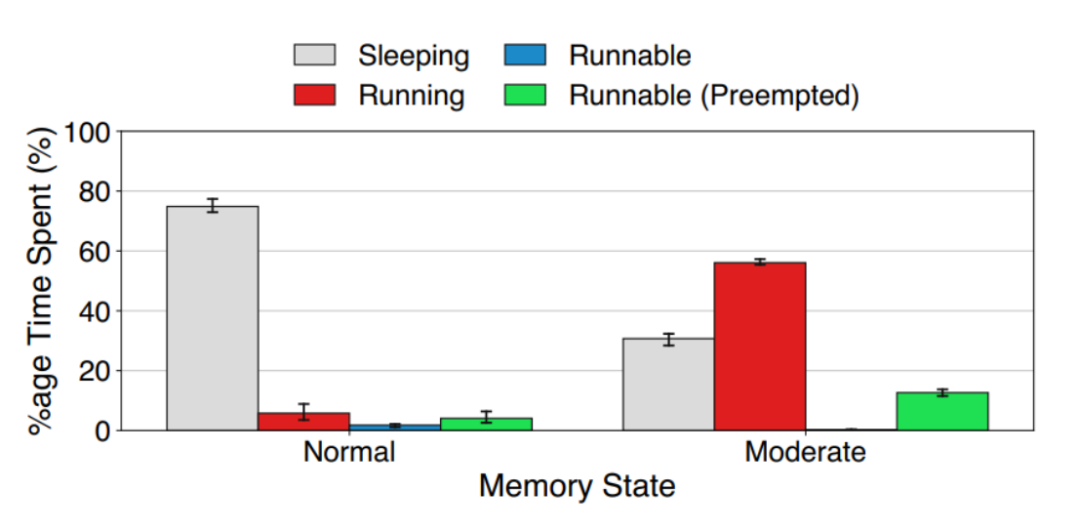 Sleeping
Runnable
Running
Runnable (Preempted)
%age Time Spent (%)
100
80
60
40
20
0
Normal
Moderate
Memory State